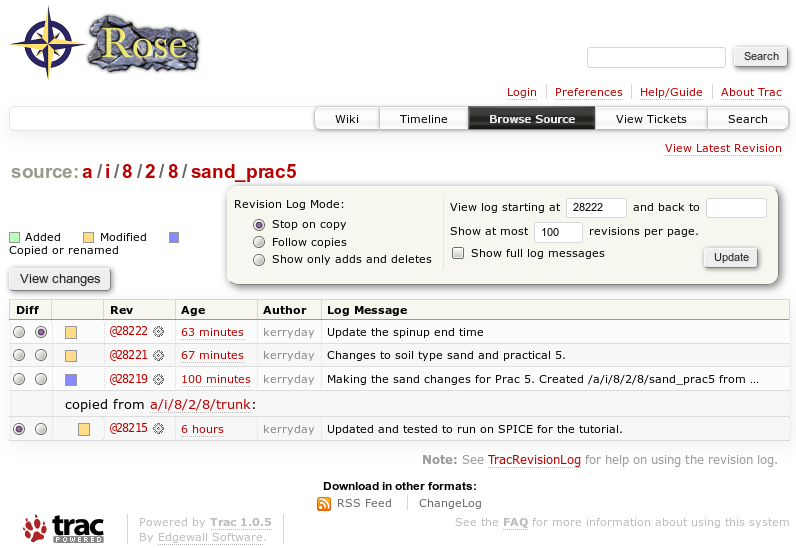 Rose
Search
Login Preferences Help/Guide About Trac
Wiki Timeline Browse Source View Tickets Search
View Latest Revision
source: a / i / 8 / 2 / 8 / sand_prac5
Revision Log Mode:
Stop on copy
Follow copies
Show only adds and deletes
View log starting at 28222 and back to
Show at most 100 revisions per page.
Show full log messages
Update
Added Modified
Copied or renamed
View changes
Diff Rev Age Author Log Message
@28222 63 minutes kerryday Update the spinup end time
@28221 67 minutes kerryday Changes to soil type sand and practical 5.
@28219 100 minutes kerryday Making the sand changes for Prac 5. Created /a/i/8/2/8/sand_prac5 from …
copied from a/i/8/2/8/trunk:
@28215 6 hours kerryday Updated and tested to run on SPICE for the tutorial.
Note: See TracRevisionLog for help on using the revision log.
Download in other formats:
RSS Feed ChangeLog
trac
POWERED
Powered by Trac 1.0.5
By Edgewall Software.
See the FAQ for more information about using this system